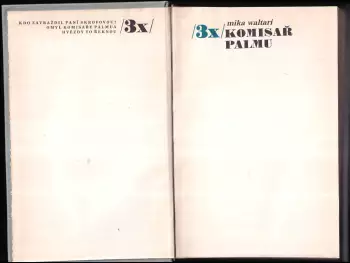 KDO ZAVRAŽDIL PANÍ SKROFOVOU?
OMYL KOMISAŘE PALMUA
HVĚZDY TO ŘEKNOU
/3x/
/3x/
mika waltari
KOMISAŘ
PALMU